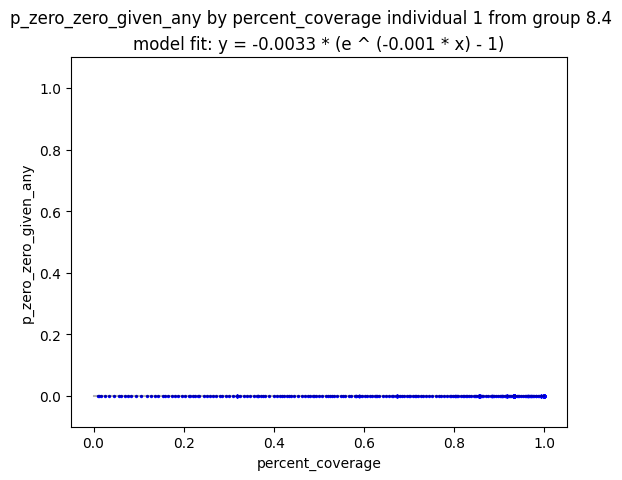 p_zero_zero_given_any by percent_coverage individual 1 from group 8.4
model fit: y = -0.0033 * (e ^ (-0.001 * x) - 1)
1.0
0.8
0.6
0.4
0.2
0.0
p_zero_zero_given_any
0.0 0.2 0.4 0.6 0.8 1.0
percent_coverage